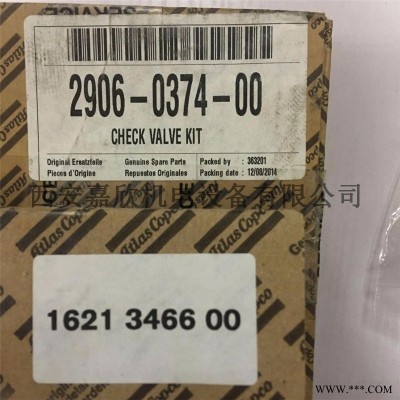 SERVICE
2906-0374-00
CHECK VALVE KIT
Original Ersatzteile Genuine Spare Parts Packed by 363201
Pieces d'Origine Repuestos Originales Packing date 12/08/2014
西安嘉欣机电设备有限公司
Atlas Copco
1621 3466 00
www.***.com